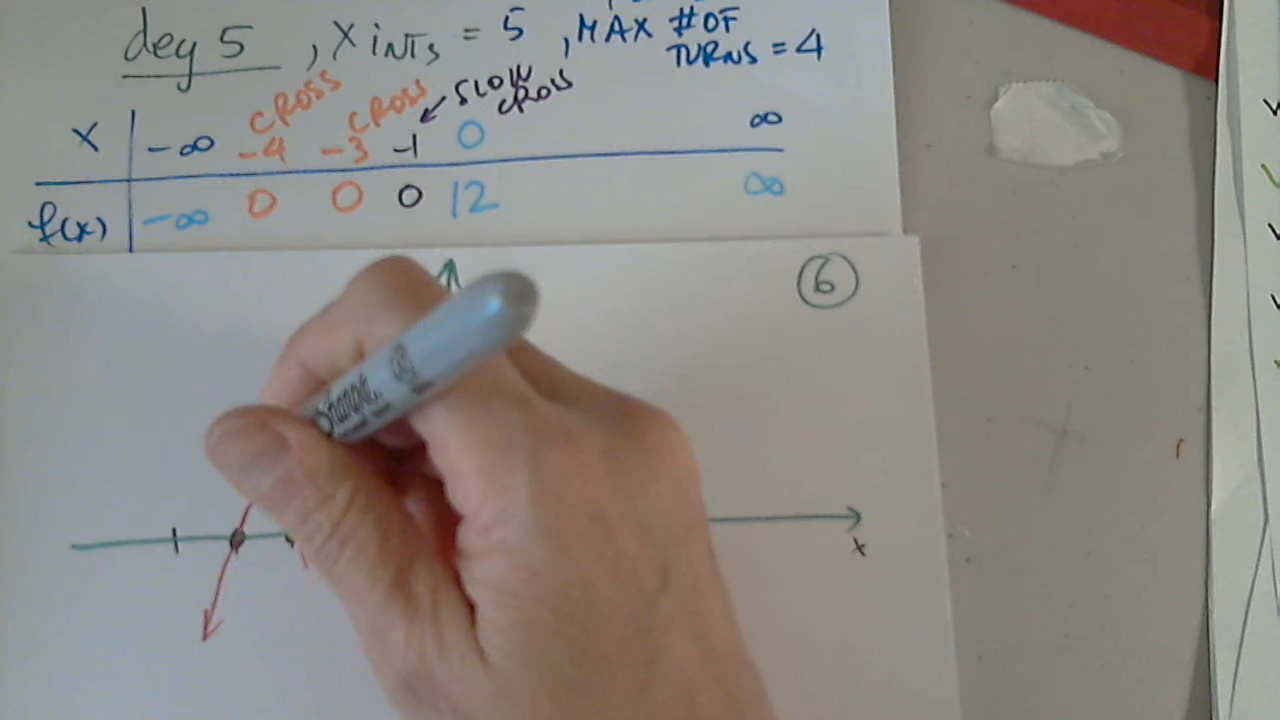 deg 5 , X iNTs = 5 , MAX # OF
TURNS = 4
CROSS CROSS SLOW
CROSS
X -∞ -4 -3 -1 0 ∞
f(x) -∞ 0 0 0 12 ∞
6
Sharpie
x